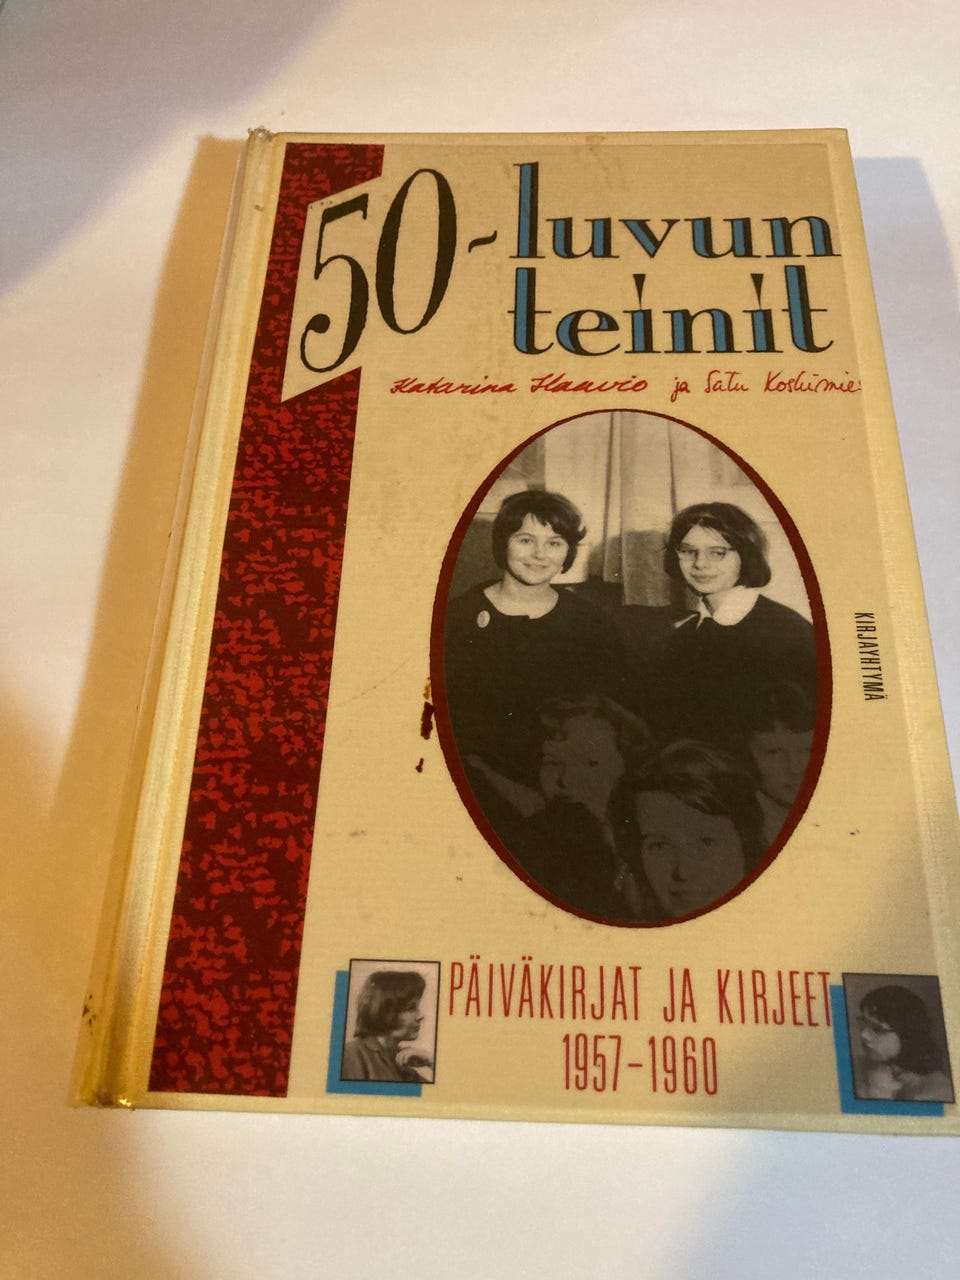 50-luvun
teinit
Katarina Haavio ja Satu Koskimies
KIRJAYHTYMÄ
PÄIVÄKIRJAT JA KIRJEET
1957-1960